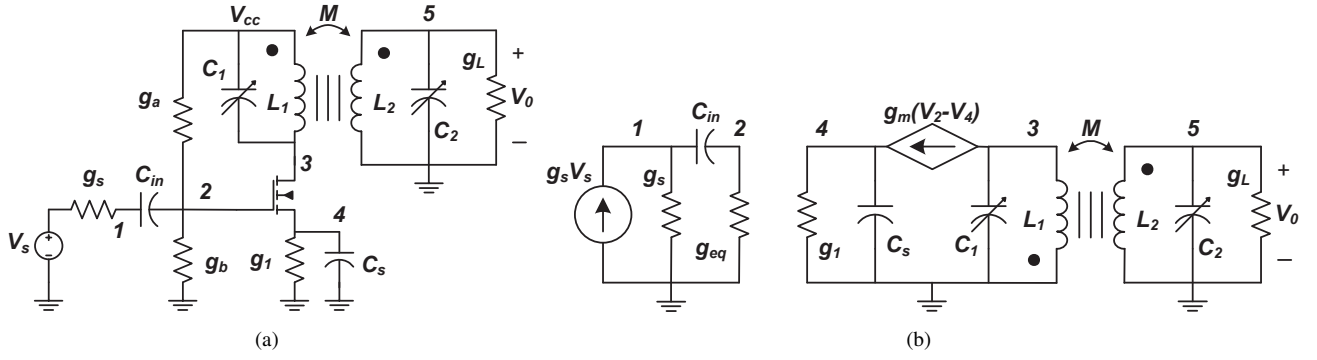 V_cc
M
5
C_1
L_1
L_2
C_2
g_L
+
V_0
−
g_a
3
g_s
C_in
2
1
V_s
+
−
g_b
g_1
4
C_s
(a)
1
C_in
2
g_sV_s
g_s
g_eq
4
g_m(V_2-V_4)
3
M
5
g_1
C_s
C_1
L_1
L_2
C_2
g_L
+
V_0
−
(b)